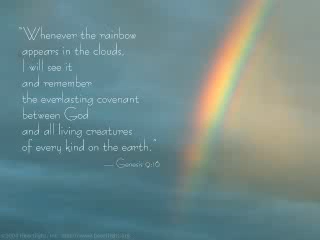 "Whenever the rainbow
appears in the clouds,
I will see it
and remember
the everlasting covenant
between God
and all living creatures
of every kind on the earth."
— Genesis 9:16